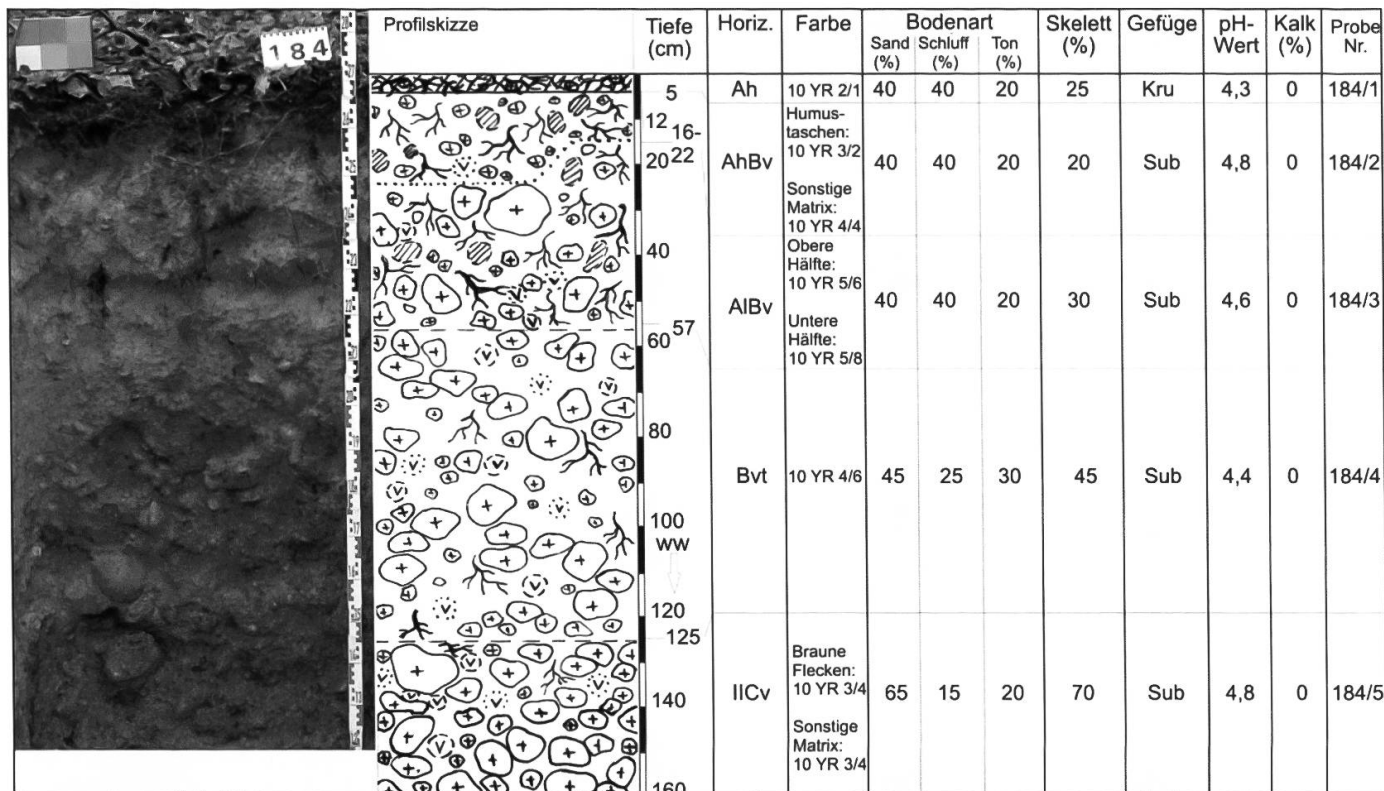 184
Profilskizze
Tiefe (cm)
Horiz.
Farbe
Bodenart
Sand (%)
Schluff (%)
Ton (%)
Skelett (%)
Gefüge
pH-Wert
Kalk (%)
Probe Nr.
5
12
16-22
20
40
57
60
80
100
WW
120
125
140
160
Ah 10 YR 2/1 40 40 20 25 Kru 4,3 0 184/1
Humus-
taschen:
10 YR 3/2
AhBv 40 40 20 20 Sub 4,8 0 184/2
Sonstige
Matrix:
10 YR 4/4
Obere
Hälfte:
10 YR 5/6
AlBv 40 40 20 30 Sub 4,6 0 184/3
Untere
Hälfte:
10 YR 5/8
Bvt 10 YR 4/6 45 25 30 45 Sub 4,4 0 184/4
Braune
Flecken:
10 YR 3/4
IICv 65 15 20 70 Sub 4,8 0 184/5
Sonstige
Matrix:
10 YR 3/4